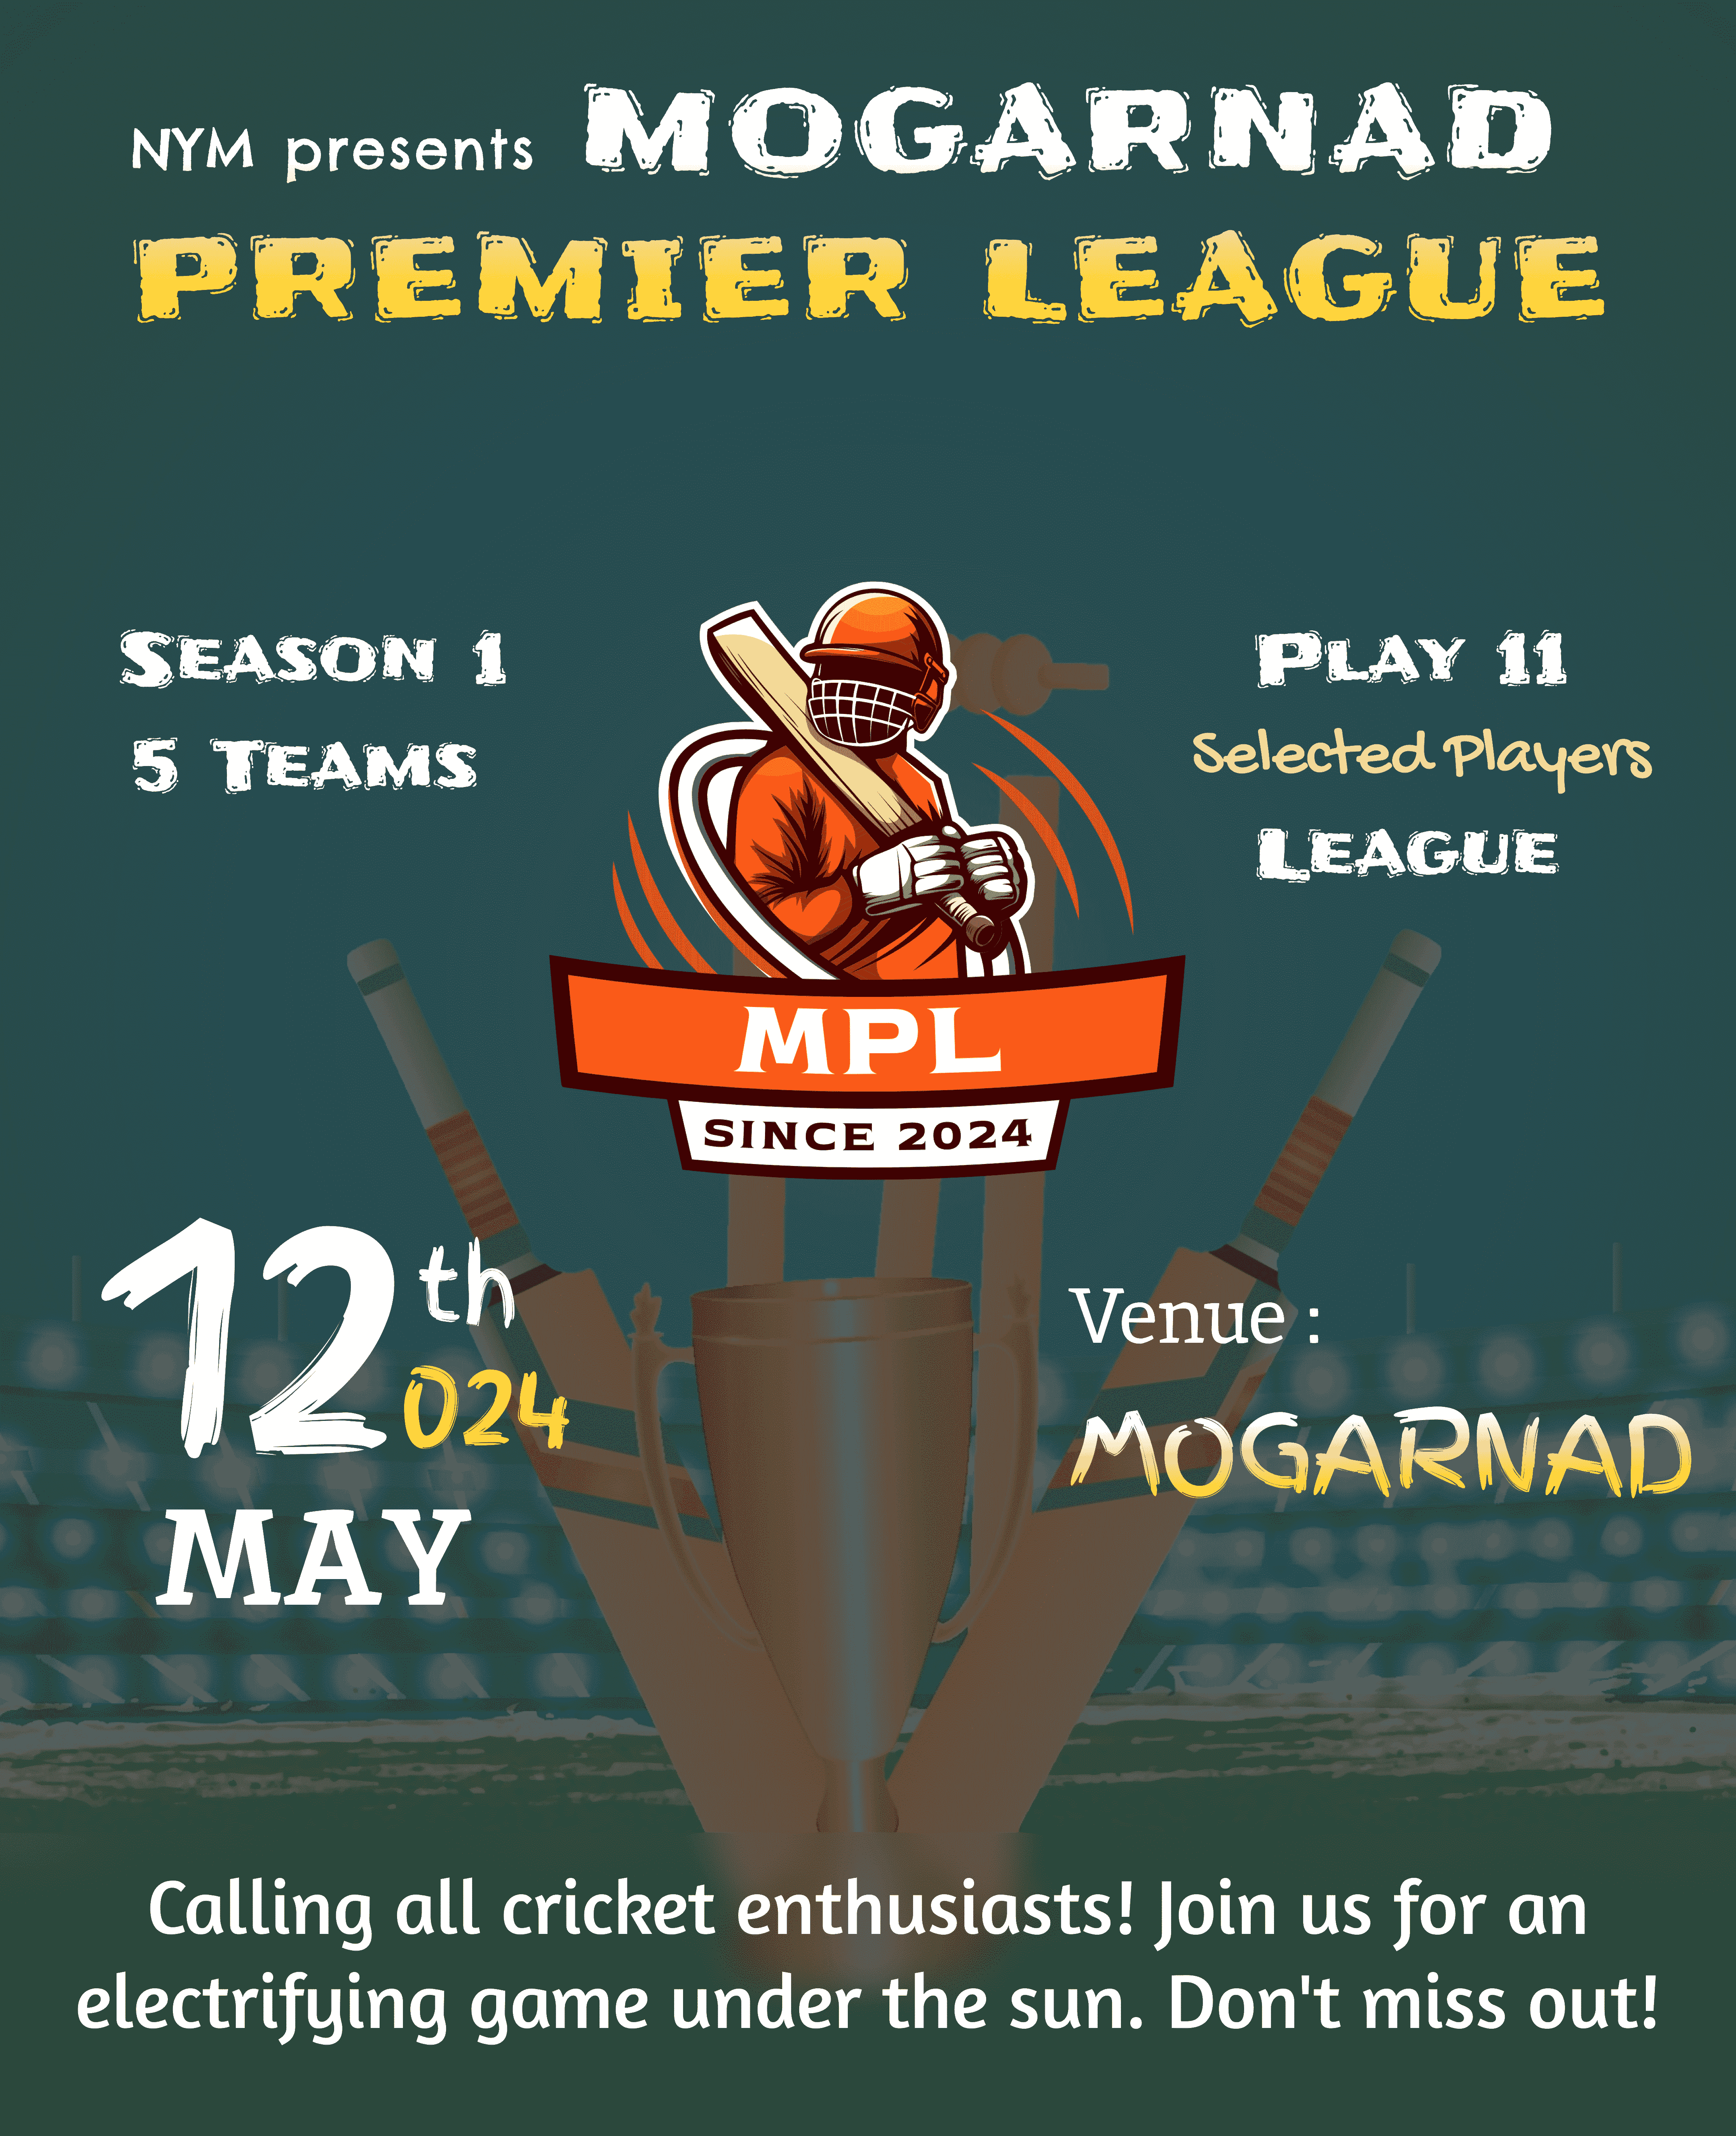 NYM presents MOGARNAD
PREMIER LEAGUE
SEASON 1
5 TEAMS
PLAY 11
Selected Players
LEAGUE
MPL
SINCE 2024
12th
024
MAY
Venue :
MOGARNAD
Calling all cricket enthusiasts! Join us for an
electrifying game under the sun. Don't miss out!